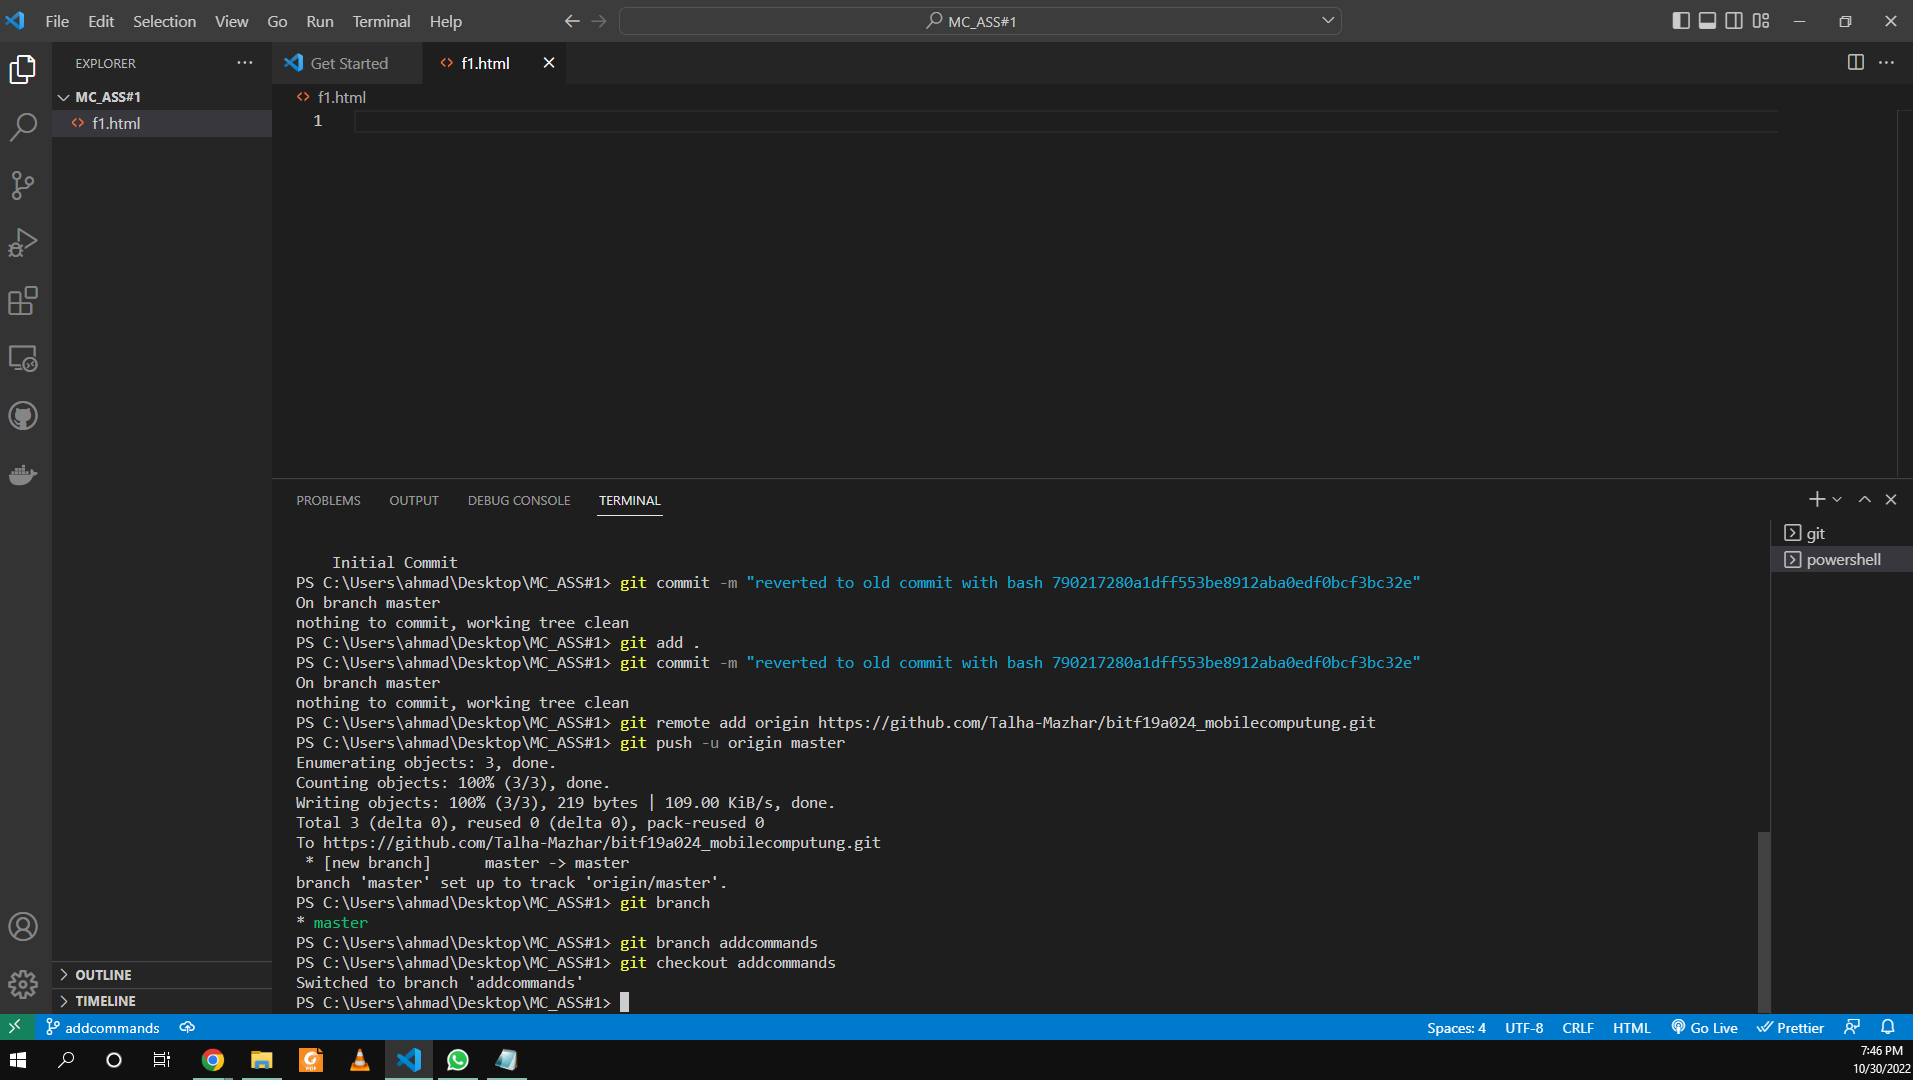 File Edit Selection View Go Run Terminal Help
MC_ASS#1
EXPLORER
Get Started
f1.html
MC_ASS#1
f1.html
f1.html
1
PROBLEMS OUTPUT DEBUG CONSOLE TERMINAL
git
powershell
Initial Commit
PS C:\Users\ahmad\Desktop\MC_ASS#1> git commit -m "reverted to old commit with bash 790217280a1dff553be8912aba0edf0bcf3bc32e"
On branch master
nothing to commit, working tree clean
PS C:\Users\ahmad\Desktop\MC_ASS#1> git add .
PS C:\Users\ahmad\Desktop\MC_ASS#1> git commit -m "reverted to old commit with bash 790217280a1dff553be8912aba0edf0bcf3bc32e"
On branch master
nothing to commit, working tree clean
PS C:\Users\ahmad\Desktop\MC_ASS#1> git remote add origin https://github.com/Talha-Mazhar/bitf19a024_mobilecomputung.git
PS C:\Users\ahmad\Desktop\MC_ASS#1> git push -u origin master
Enumerating objects: 3, done.
Counting objects: 100% (3/3), done.
Writing objects: 100% (3/3), 219 bytes | 109.00 KiB/s, done.
Total 3 (delta 0), reused 0 (delta 0), pack-reused 0
To https://github.com/Talha-Mazhar/bitf19a024_mobilecomputung.git
* [new branch] master -> master
branch 'master' set up to track 'origin/master'.
PS C:\Users\ahmad\Desktop\MC_ASS#1> git branch
* master
PS C:\Users\ahmad\Desktop\MC_ASS#1> git branch addcommands
PS C:\Users\ahmad\Desktop\MC_ASS#1> git checkout addcommands
Switched to branch 'addcommands'
PS C:\Users\ahmad\Desktop\MC_ASS#1>
OUTLINE
TIMELINE
addcommands
Spaces: 4 UTF-8 CRLF HTML Go Live Prettier
7:46 PM
10/30/2022